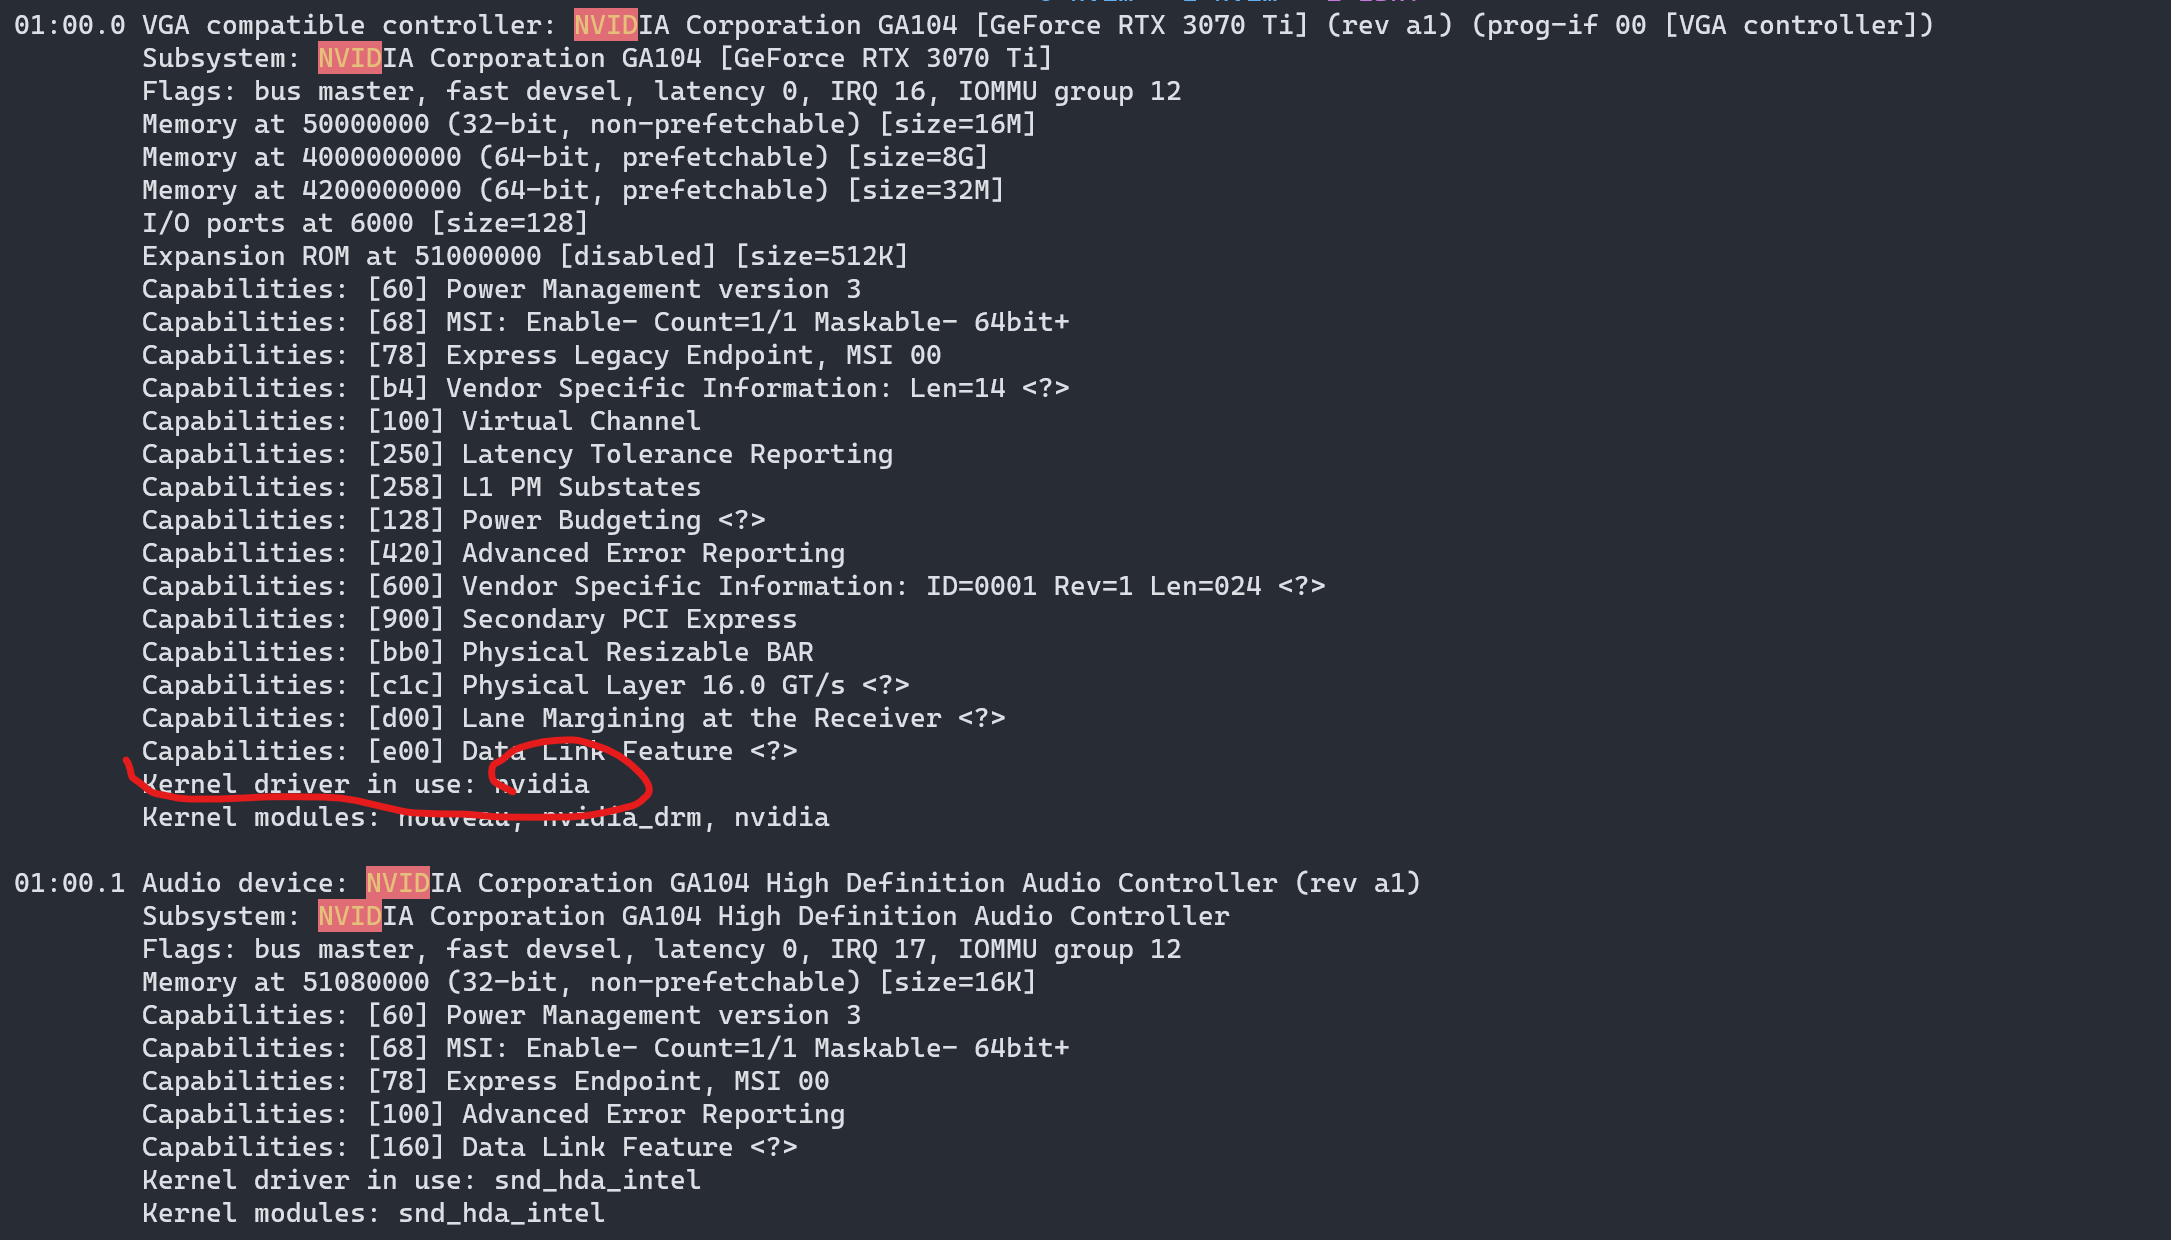 01:00.0 VGA compatible controller: NVIDIA Corporation GA104 [GeForce RTX 3070 Ti] (rev a1) (prog-if 00 [VGA controller])
Subsystem: NVIDIA Corporation GA104 [GeForce RTX 3070 Ti]
Flags: bus master, fast devsel, latency 0, IRQ 16, IOMMU group 12
Memory at 50000000 (32-bit, non-prefetchable) [size=16M]
Memory at 4000000000 (64-bit, prefetchable) [size=8G]
Memory at 4200000000 (64-bit, prefetchable) [size=32M]
I/O ports at 6000 [size=128]
Expansion ROM at 51000000 [disabled] [size=512K]
Capabilities: [60] Power Management version 3
Capabilities: [68] MSI: Enable- Count=1/1 Maskable- 64bit+
Capabilities: [78] Express Legacy Endpoint, MSI 00
Capabilities: [b4] Vendor Specific Information: Len=14 <?>
Capabilities: [100] Virtual Channel
Capabilities: [250] Latency Tolerance Reporting
Capabilities: [258] L1 PM Substates
Capabilities: [128] Power Budgeting <?>
Capabilities: [420] Advanced Error Reporting
Capabilities: [600] Vendor Specific Information: ID=0001 Rev=1 Len=024 <?>
Capabilities: [900] Secondary PCI Express
Capabilities: [bb0] Physical Resizable BAR
Capabilities: [c1c] Physical Layer 16.0 GT/s <?>
Capabilities: [d00] Lane Margining at the Receiver <?>
Capabilities: [e00] Data Link Feature <?>
Kernel driver in use: nvidia
Kernel modules: nouveau, nvidia_drm, nvidia
01:00.1 Audio device: NVIDIA Corporation GA104 High Definition Audio Controller (rev a1)
Subsystem: NVIDIA Corporation GA104 High Definition Audio Controller
Flags: bus master, fast devsel, latency 0, IRQ 17, IOMMU group 12
Memory at 51080000 (32-bit, non-prefetchable) [size=16K]
Capabilities: [60] Power Management version 3
Capabilities: [68] MSI: Enable- Count=1/1 Maskable- 64bit+
Capabilities: [78] Express Endpoint, MSI 00
Capabilities: [100] Advanced Error Reporting
Capabilities: [160] Data Link Feature <?>
Kernel driver in use: snd_hda_intel
Kernel modules: snd_hda_intel